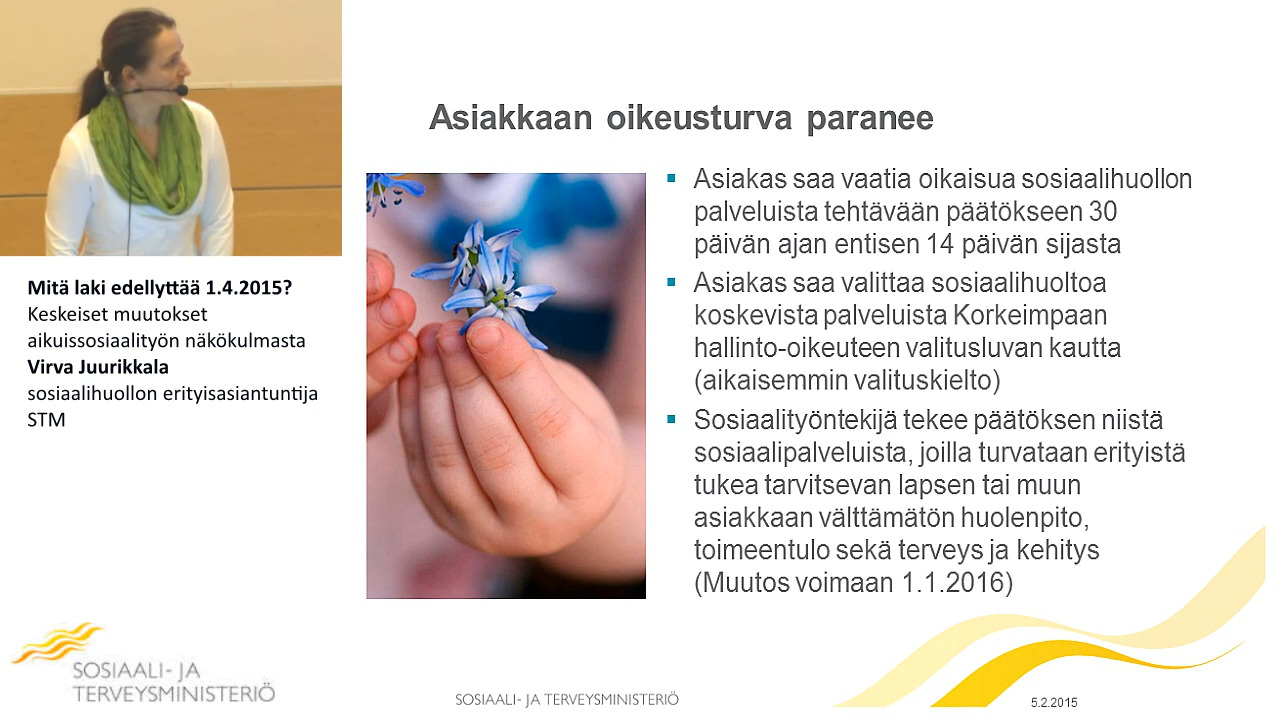 Asiakkaan oikeusturva paranee
Asiakas saa vaatia oikaisua sosiaalihuollon
palveluista tehtävään päätökseen 30
päivän ajan entisen 14 päivän sijasta
Asiakas saa valittaa sosiaalihuoltoa
koskevista palveluista Korkeimpaan
hallinto-oikeuteen valitusluvan kautta
(aikaisemmin valituskielto)
Sosiaalityöntekijä tekee päätöksen niistä
sosiaalipalveluista, joilla turvataan erityistä
tukea tarvitsevan lapsen tai muun
asiakkaan välttämätön huolenpito,
toimeentulo sekä terveys ja kehitys
(Muutos voimaan 1.1.2016)
Mitä laki edellyttää 1.4.2015?
Keskeiset muutokset
aikuissosiaalityön näkökulmasta
Virva Juurikkala
sosiaalihuollon erityisasiantuntija
STM
SOSIAALI- JA
TERVEYSMINISTERIÖ
SOSIAALI- JA TERVEYSMINISTERIÖ
5.2.2015